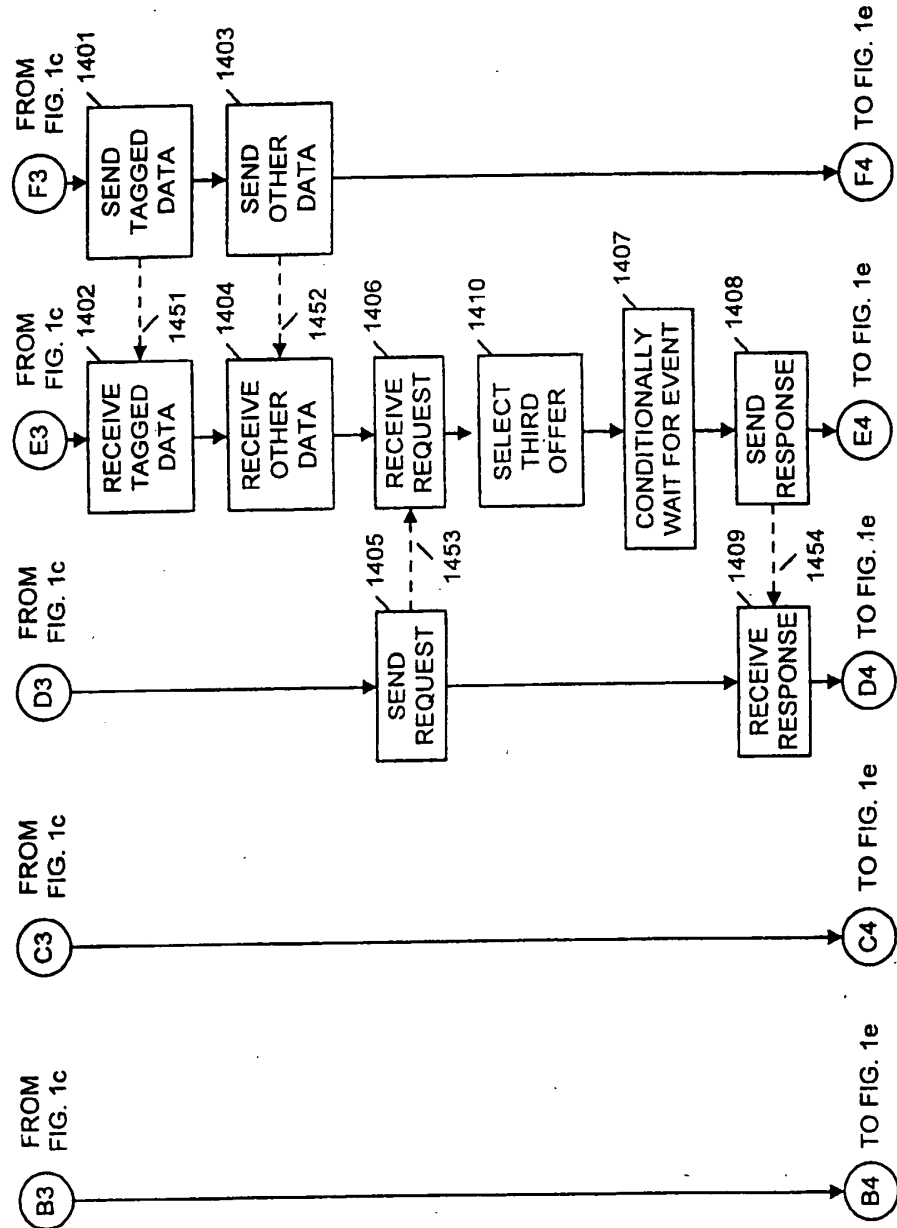 B3
FROM
FIG. 1c
C3
FROM
FIG. 1c
D3
FROM
FIG. 1c
E3
FROM
FIG. 1c
F3
FROM
FIG. 1c
1402
RECEIVE
TAGGED
DATA
1451
1401
SEND
TAGGED
DATA
1404
RECEIVE
OTHER
DATA
1452
1403
SEND
OTHER
DATA
1405
SEND
REQUEST
1453
1406
RECEIVE
REQUEST
1410
SELECT
THIRD
OFFER
1407
CONDITIONALLY
WAIT FOR EVENT
1409
RECEIVE
RESPONSE
1454
1408
SEND
RESPONSE
B4
TO FIG. 1e
C4
TO FIG. 1e
D4
TO FIG. 1e
E4
TO FIG. 1e
F4
TO FIG. 1e